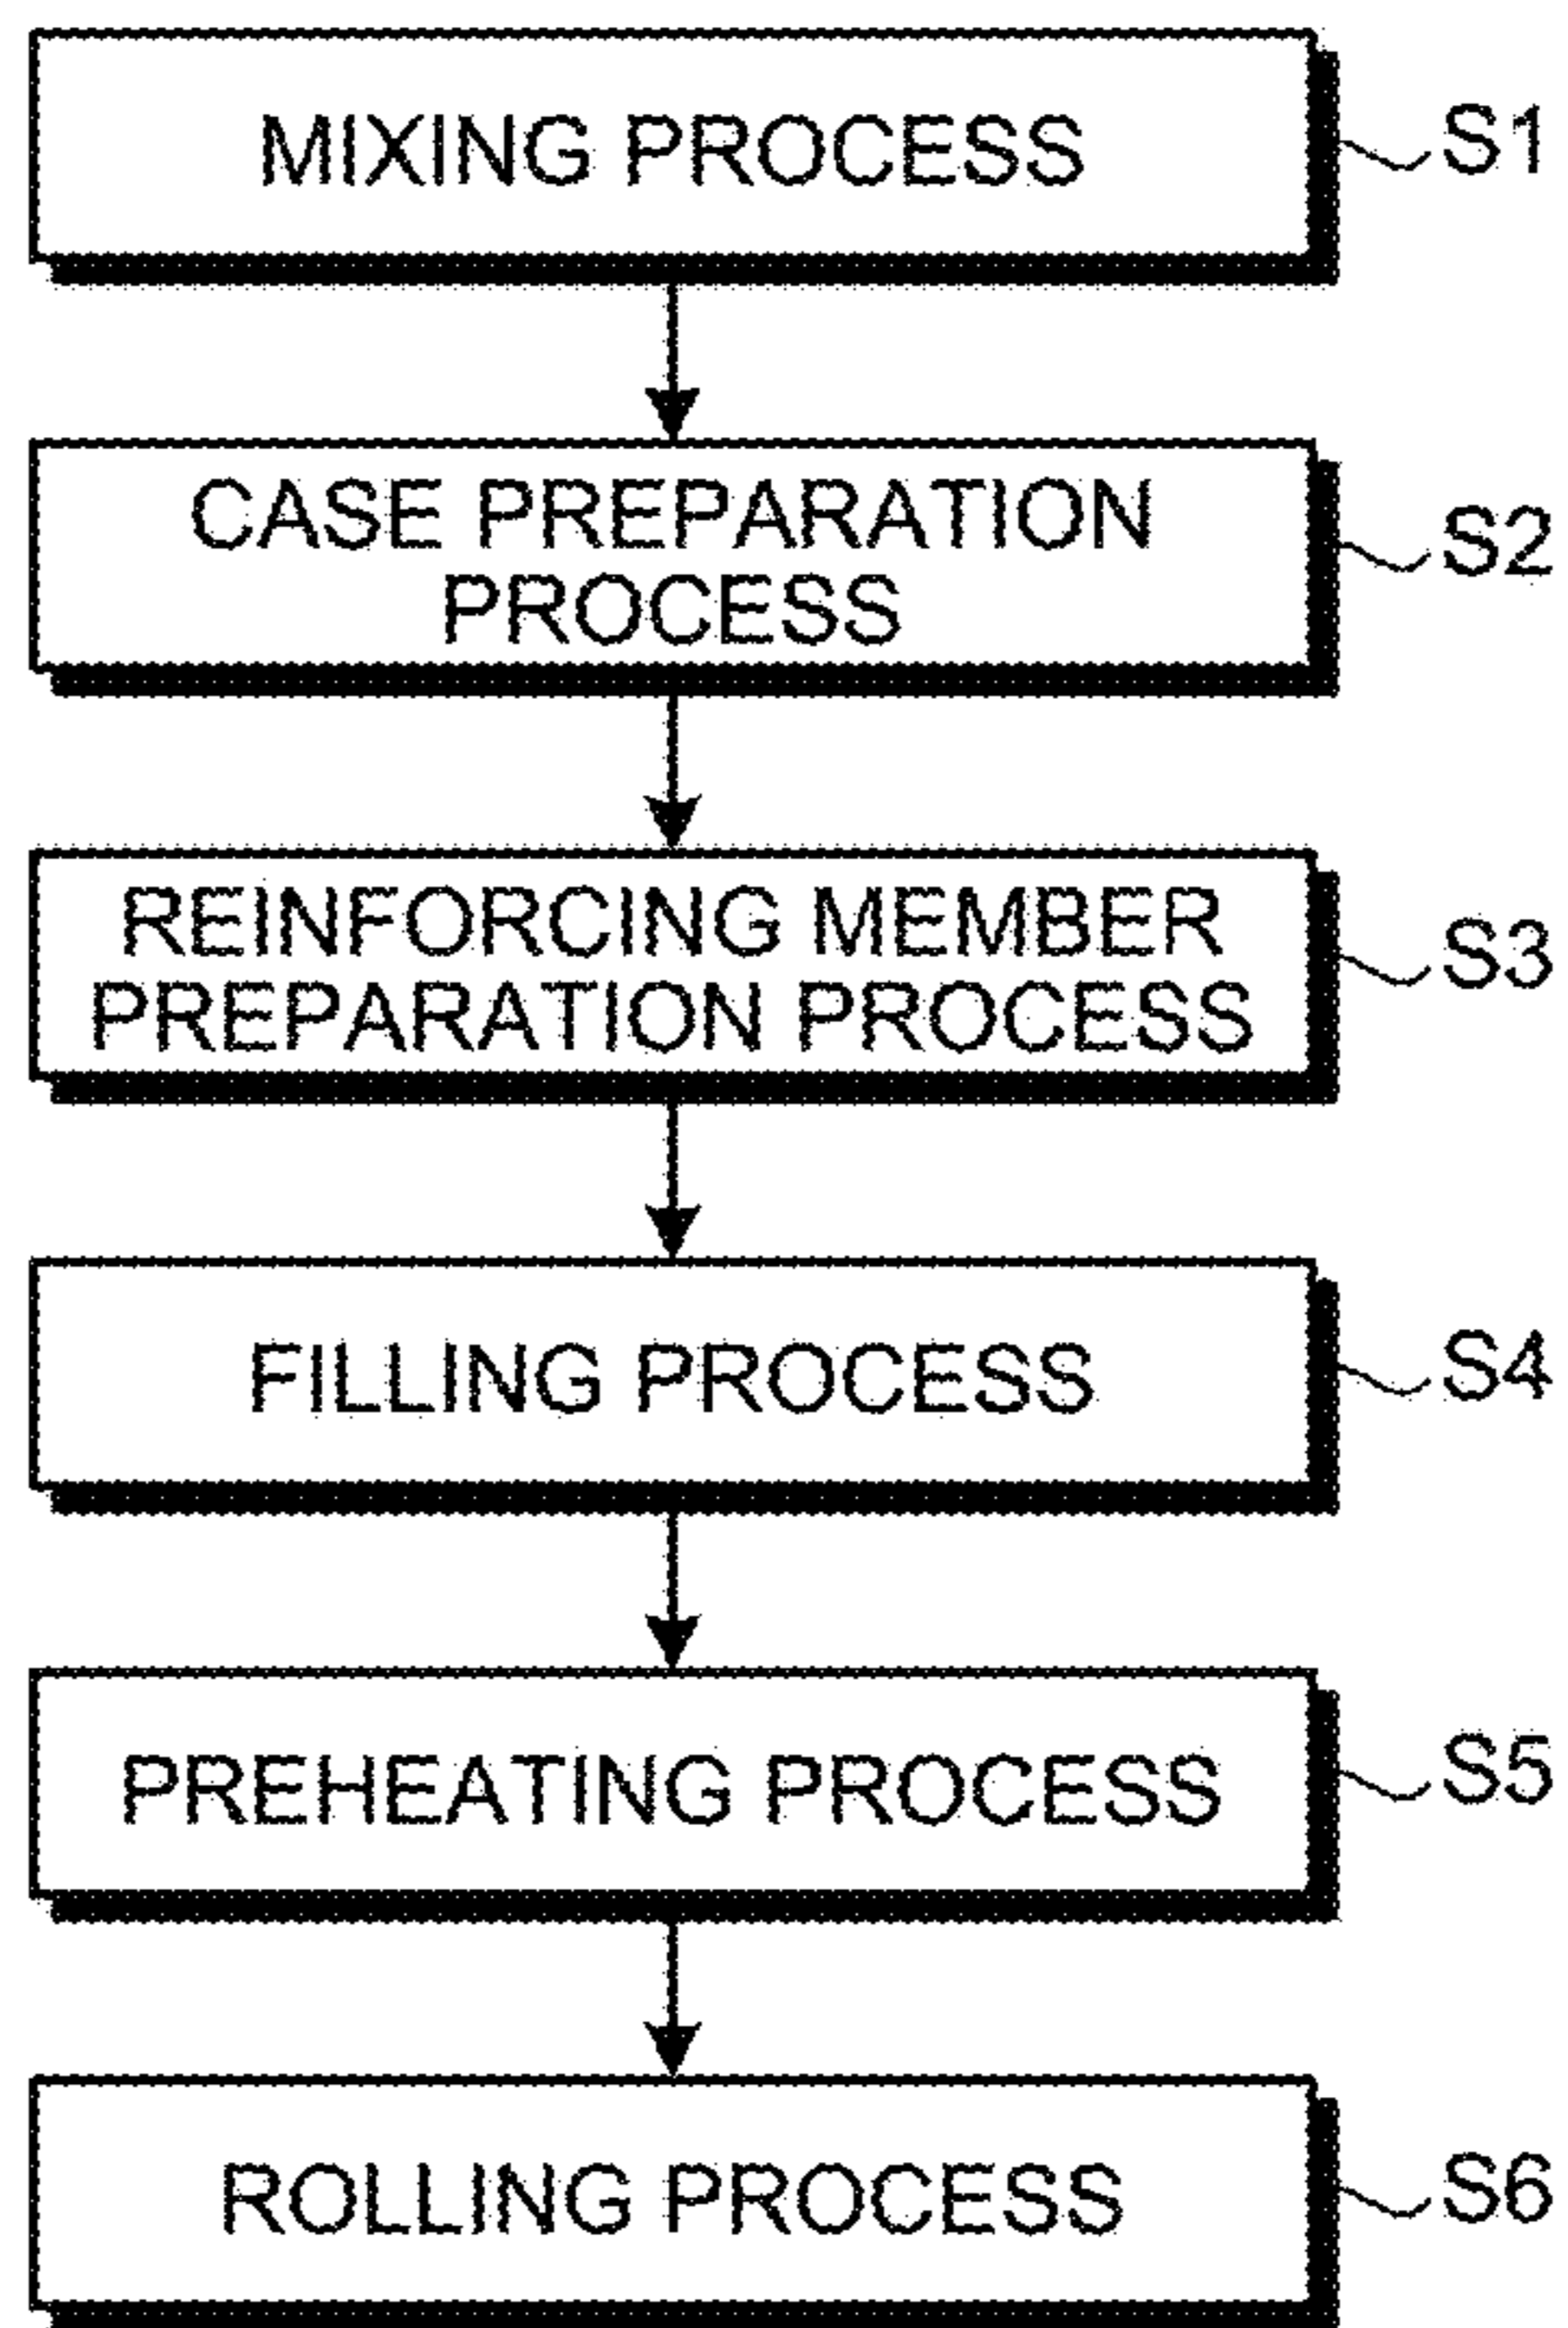 MIXING PROCESS
S1
CASE PREPARATION
PROCESS
S2
REINFORCING MEMBER
PREPARATION PROCESS
S3
FILLING PROCESS
S4
PREHEATING PROCESS
S5
ROLLING PROCESS
S6